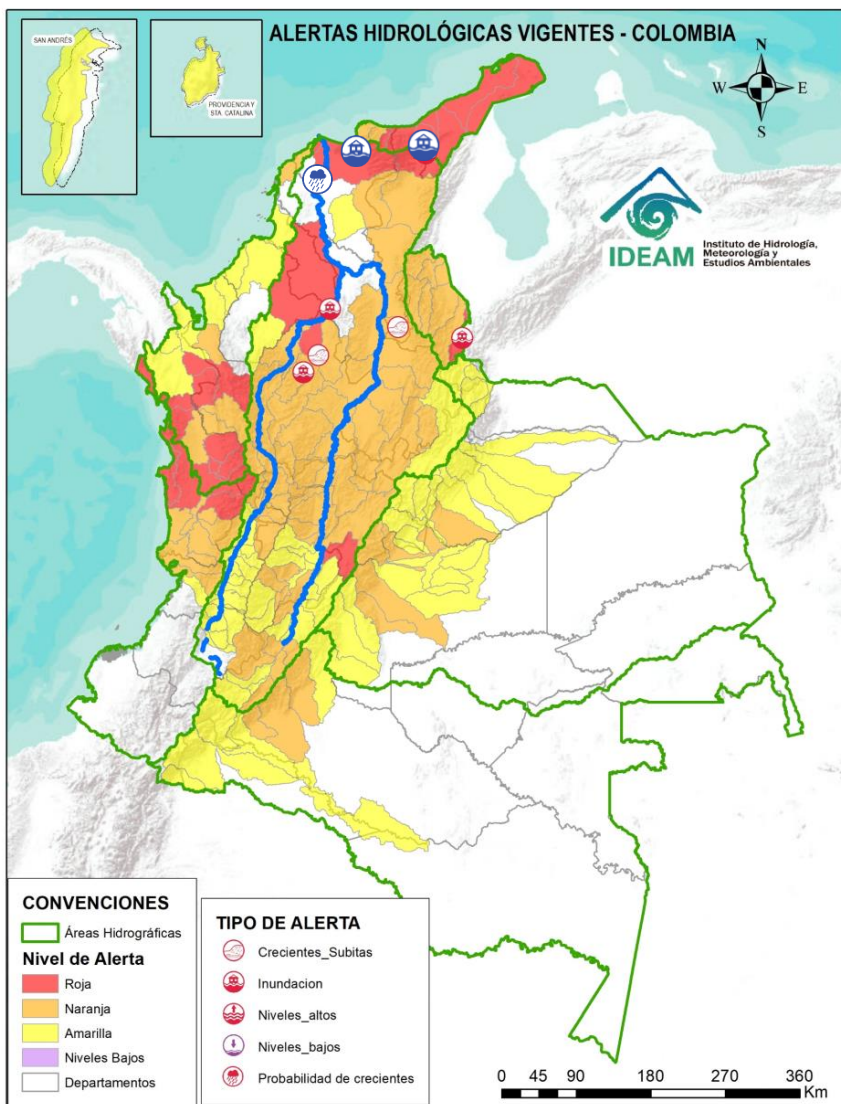 ALERTAS HIDROLÓGICAS VIGENTES - COLOMBIA
SAN ANDRÉS
PROVIDENCIA Y
STA. CATALINA
N
W
E
S
IDEAM
Instituto de Hidrología,
Meteorología y
Estudios Ambientales
CONVENCIONES
Áreas Hidrográficas
Nivel de Alerta
Roja
Naranja
Amarilla
Niveles Bajos
Departamentos
TIPO DE ALERTA
Crecientes_Subitas
Inundacion
Niveles_altos
Niveles_bajos
Probabilidad de crecientes
0 45 90 180 270 360
Km